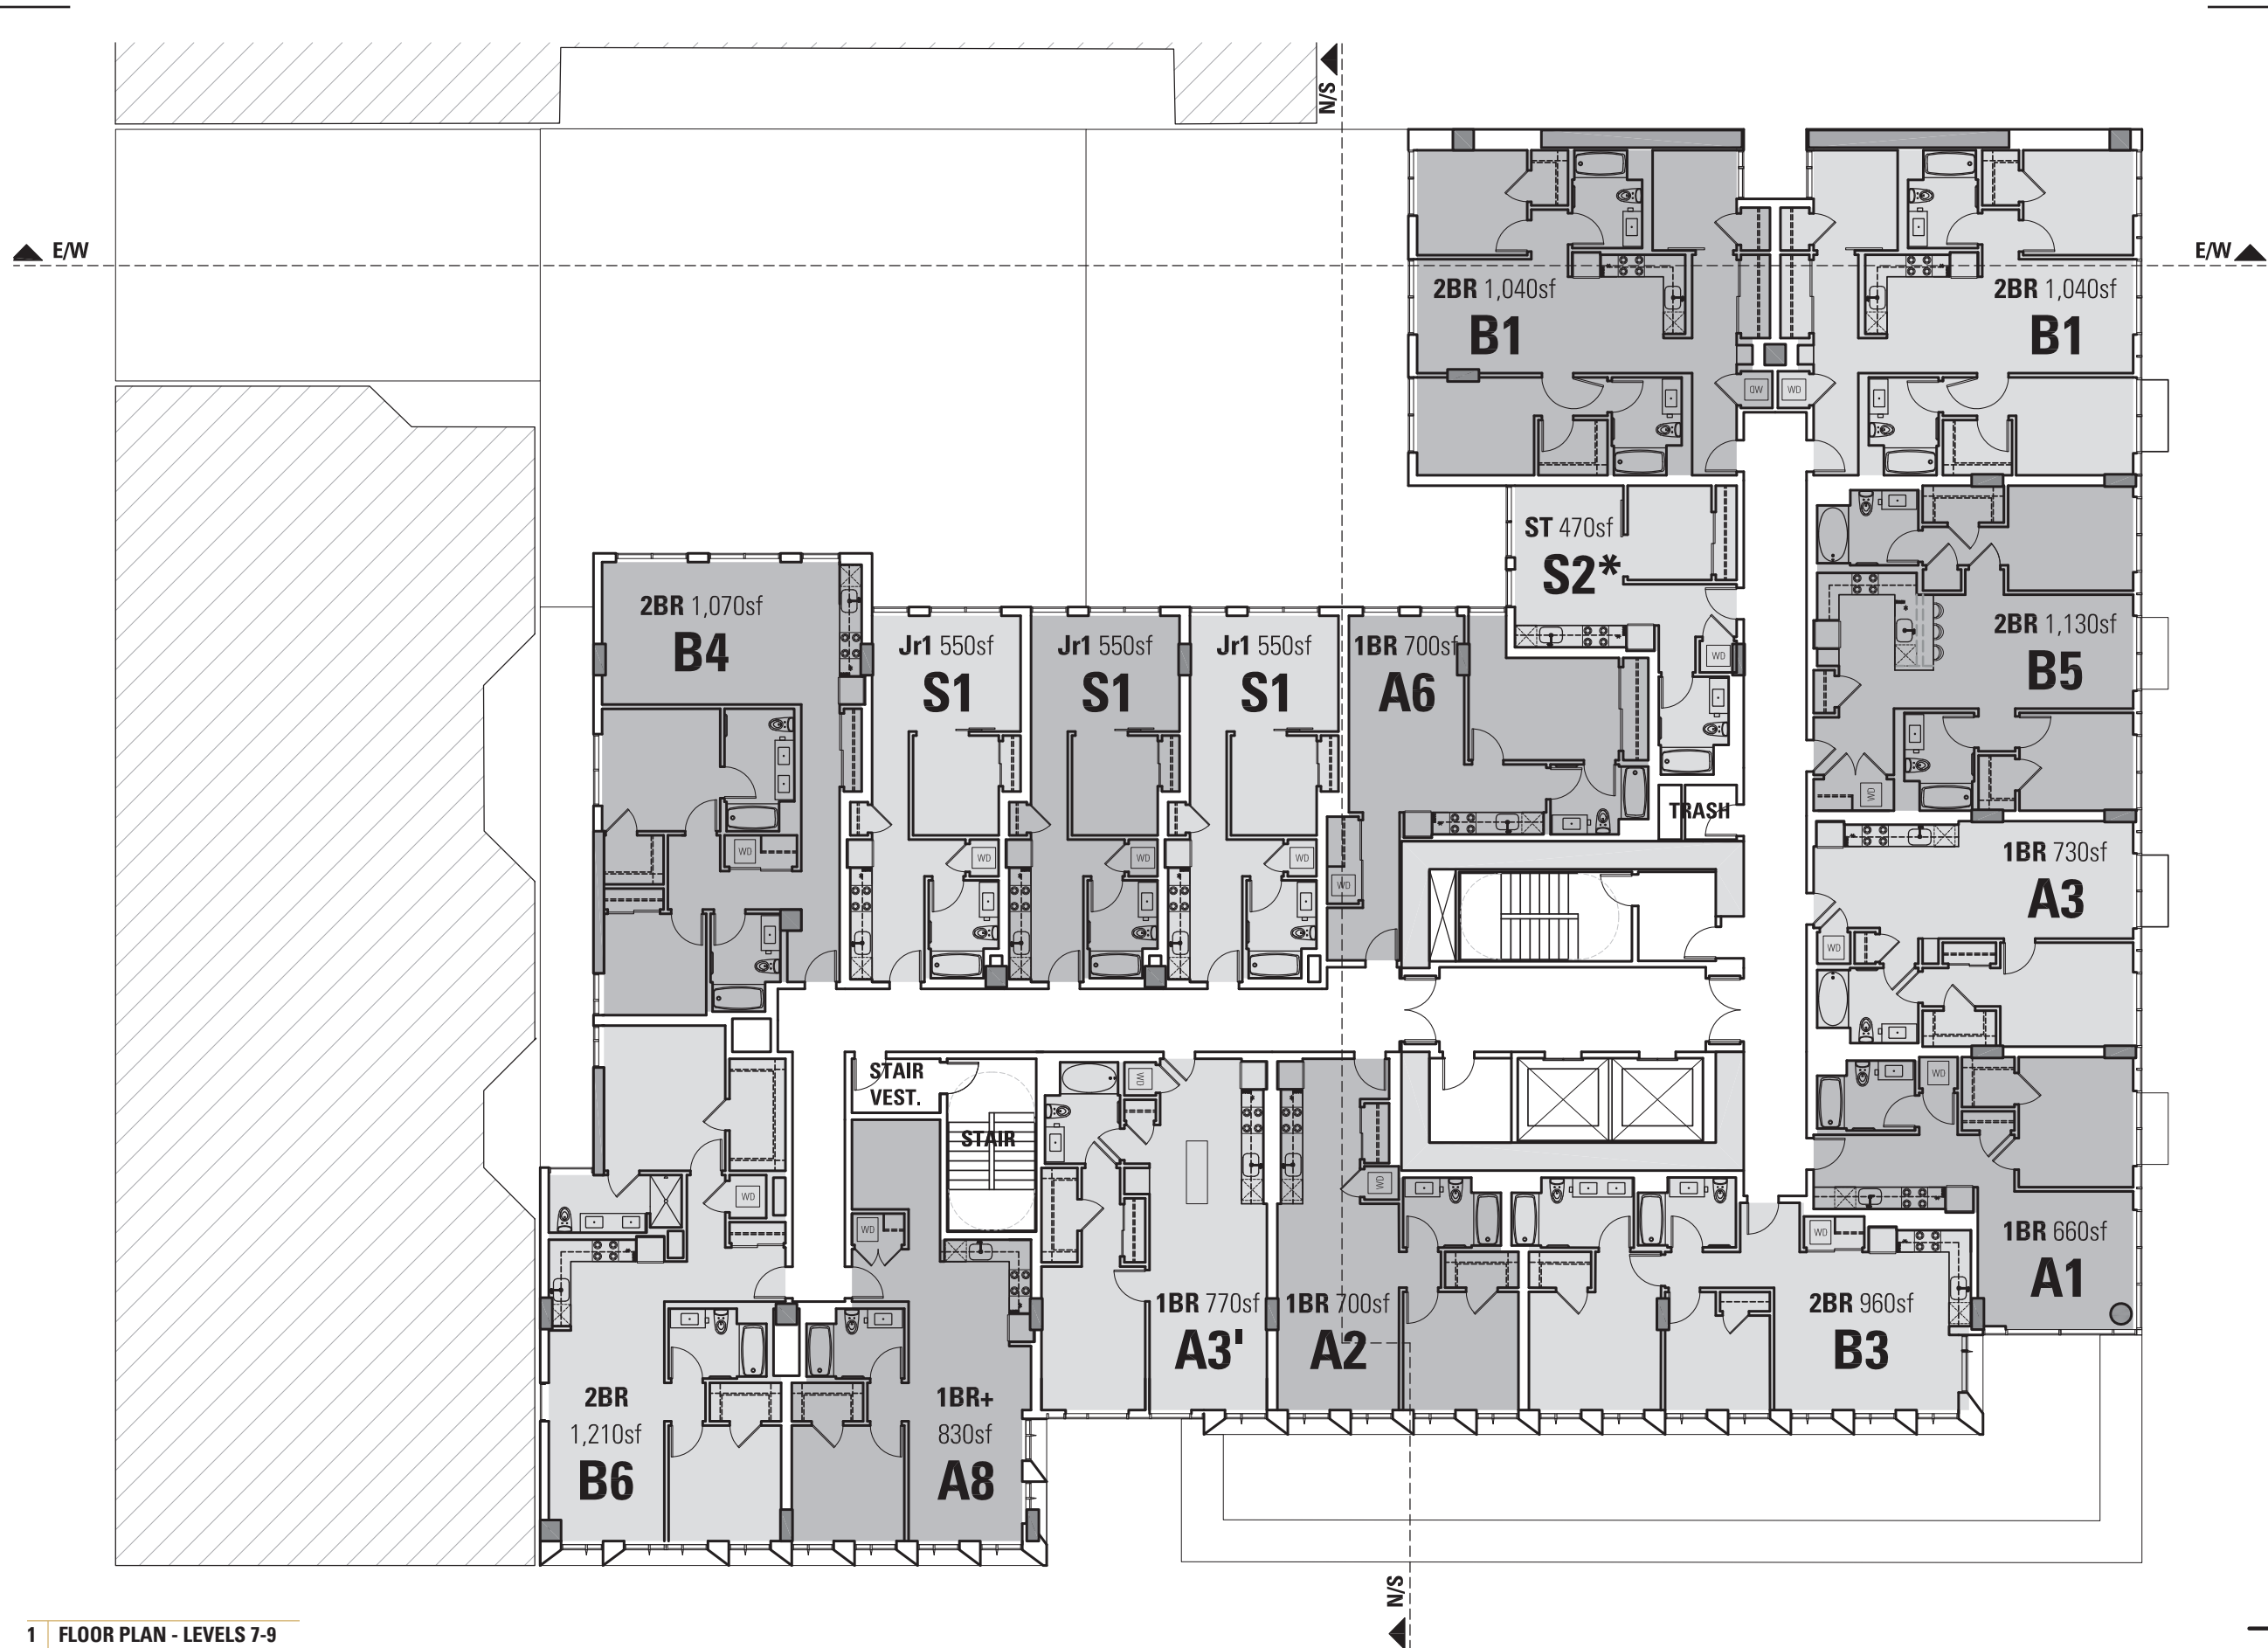 N/S
E/W
E/W
2BR 1,040sf
B1
2BR 1,040sf
B1
WD
WD
ST 470sf
S2*
WD
2BR 1,070sf
B4
Jr1 550sf
S1
Jr1 550sf
S1
Jr1 550sf
S1
1BR 700sf
A6
2BR 1,130sf
B5
WD
TRASH
WD
WD
WD
WD
WD
1BR 730sf
A3
WD
STAIR
VEST.
STAIR
WD
WD
WD
WD
WD
WD
1BR 660sf
A1
1BR 770sf
A3'
1BR 700sf
A2
2BR 960sf
B3
2BR
1,210sf
B6
1BR+
830sf
A8
N/S
1 FLOOR PLAN - LEVELS 7-9